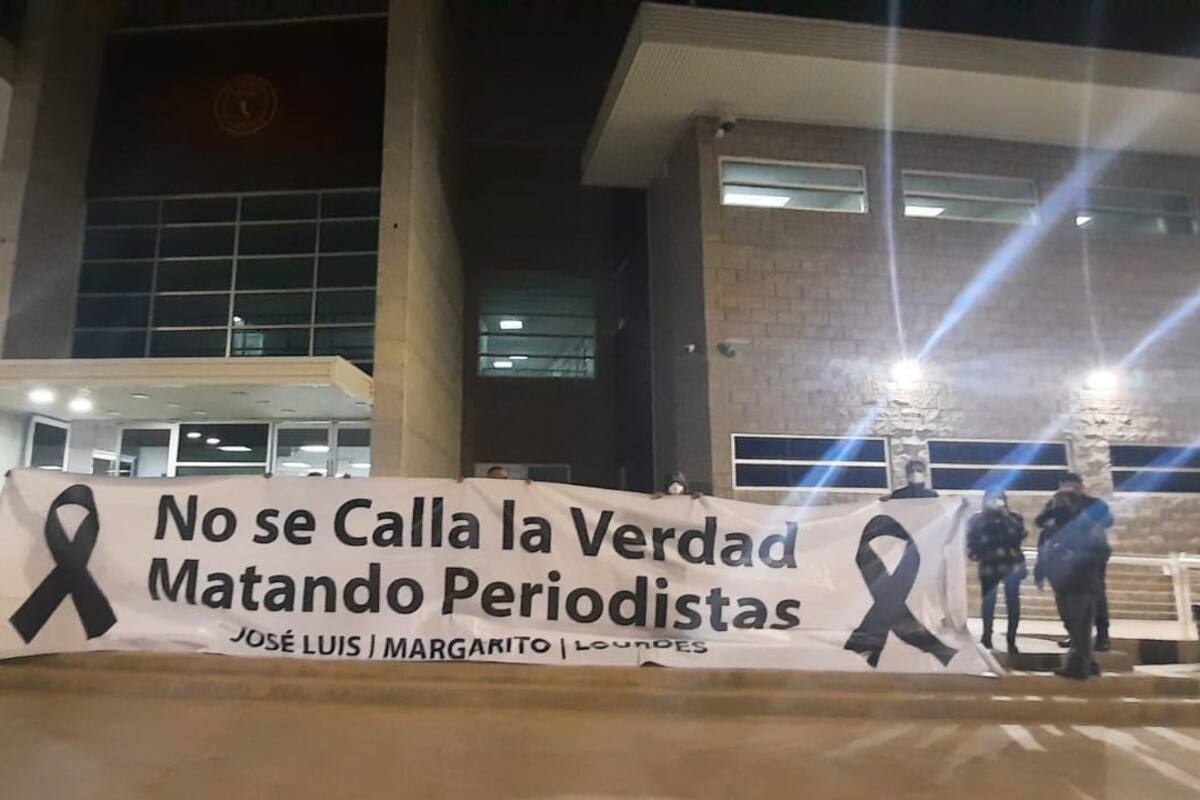 No se Calla la Verdad
Matando Periodistas
JOSÉ LUIS | MARGARITO | LOURDES